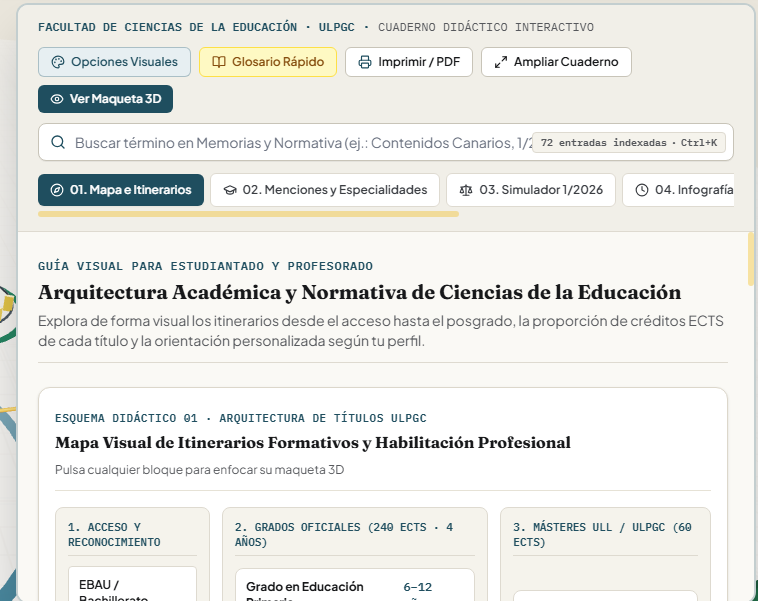 FACULTAD DE CIENCIAS DE LA EDUCACIÓN · ULPGC · CUADERNO DIDÁCTICO INTERACTIVO
Opciones Visuales
Glosario Rápido
Imprimir / PDF
Ampliar Cuaderno
Ver Maqueta 3D
Buscar término en Memorias y Normativa (ej.: Contenidos Canarios, 1/2
72 entradas indexadas · Ctrl+K
01. Mapa e Itinerarios
02. Menciones y Especialidades
03. Simulador 1/2026
04. Infografía
GUÍA VISUAL PARA ESTUDIANTADO Y PROFESORADO
Arquitectura Académica y Normativa de Ciencias de la Educación
Explora de forma visual los itinerarios desde el acceso hasta el posgrado, la proporción de créditos ECTS
de cada título y la orientación personalizada según tu perfil.
ESQUEMA DIDÁCTICO 01 · ARQUITECTURA DE TÍTULOS ULPGC
Mapa Visual de Itinerarios Formativos y Habilitación Profesional
Pulsa cualquier bloque para enfocar su maqueta 3D
1. ACCESO Y
RECONOCIMIENTO
EBAU /
Bachillerato
2. GRADOS OFICIALES (240 ECTS · 4
AÑOS)
Grado en Educación
Primaria
6–12
3. MÁSTERES ULL / ULPGC (60
ECTS)